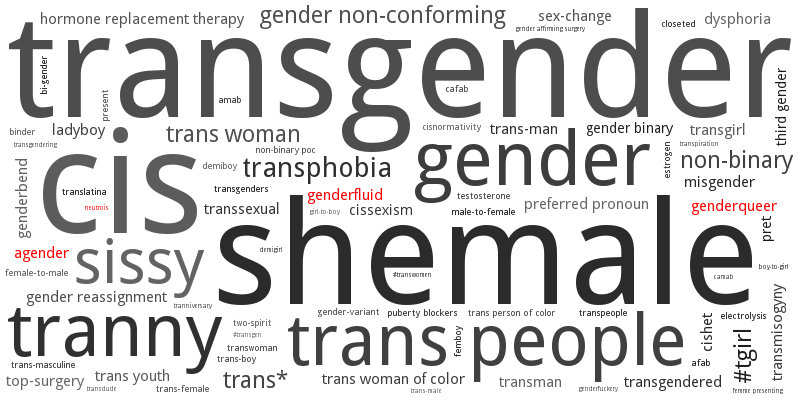 hormone replacement therapy
gender non-conforming
sex-change
dysphoria
closeted
gender affirming surgery
transgender
bi-gender
present
amab
cafab
third gender
binder
ladyboy
transgendering
trans woman
cisnormativity
trans-man
gender binary
transgirl
transpiration
non-binary poc
cis
demiboy
transphobia
gender
estrogen
non-binary
genderbend
translatina
transgenders
genderfluid
testosterone
misgender
neutrois
transsexual
girl-to-boy
cissexism
male-to-female
preferred pronoun
genderqueer
pret
agender
sissy
shemale
demigirl
female-to-male
#transwomen
camab
boy-to-girl
gender reassignment
tranniversary
tranny
two-spirit
#transgen
gender-variant
puberty blockers
trans person of color
transpeople
cishet
electrolysis
transmisogyny
transwoman
trans-boy
trans people
femboy
trans-masculine
afab
#tgirl
top-surgery
trans youth
transdude
trans-female
trans*
trans woman of color
trans-male
transman
genderfuckery
transgendered
femme presenting